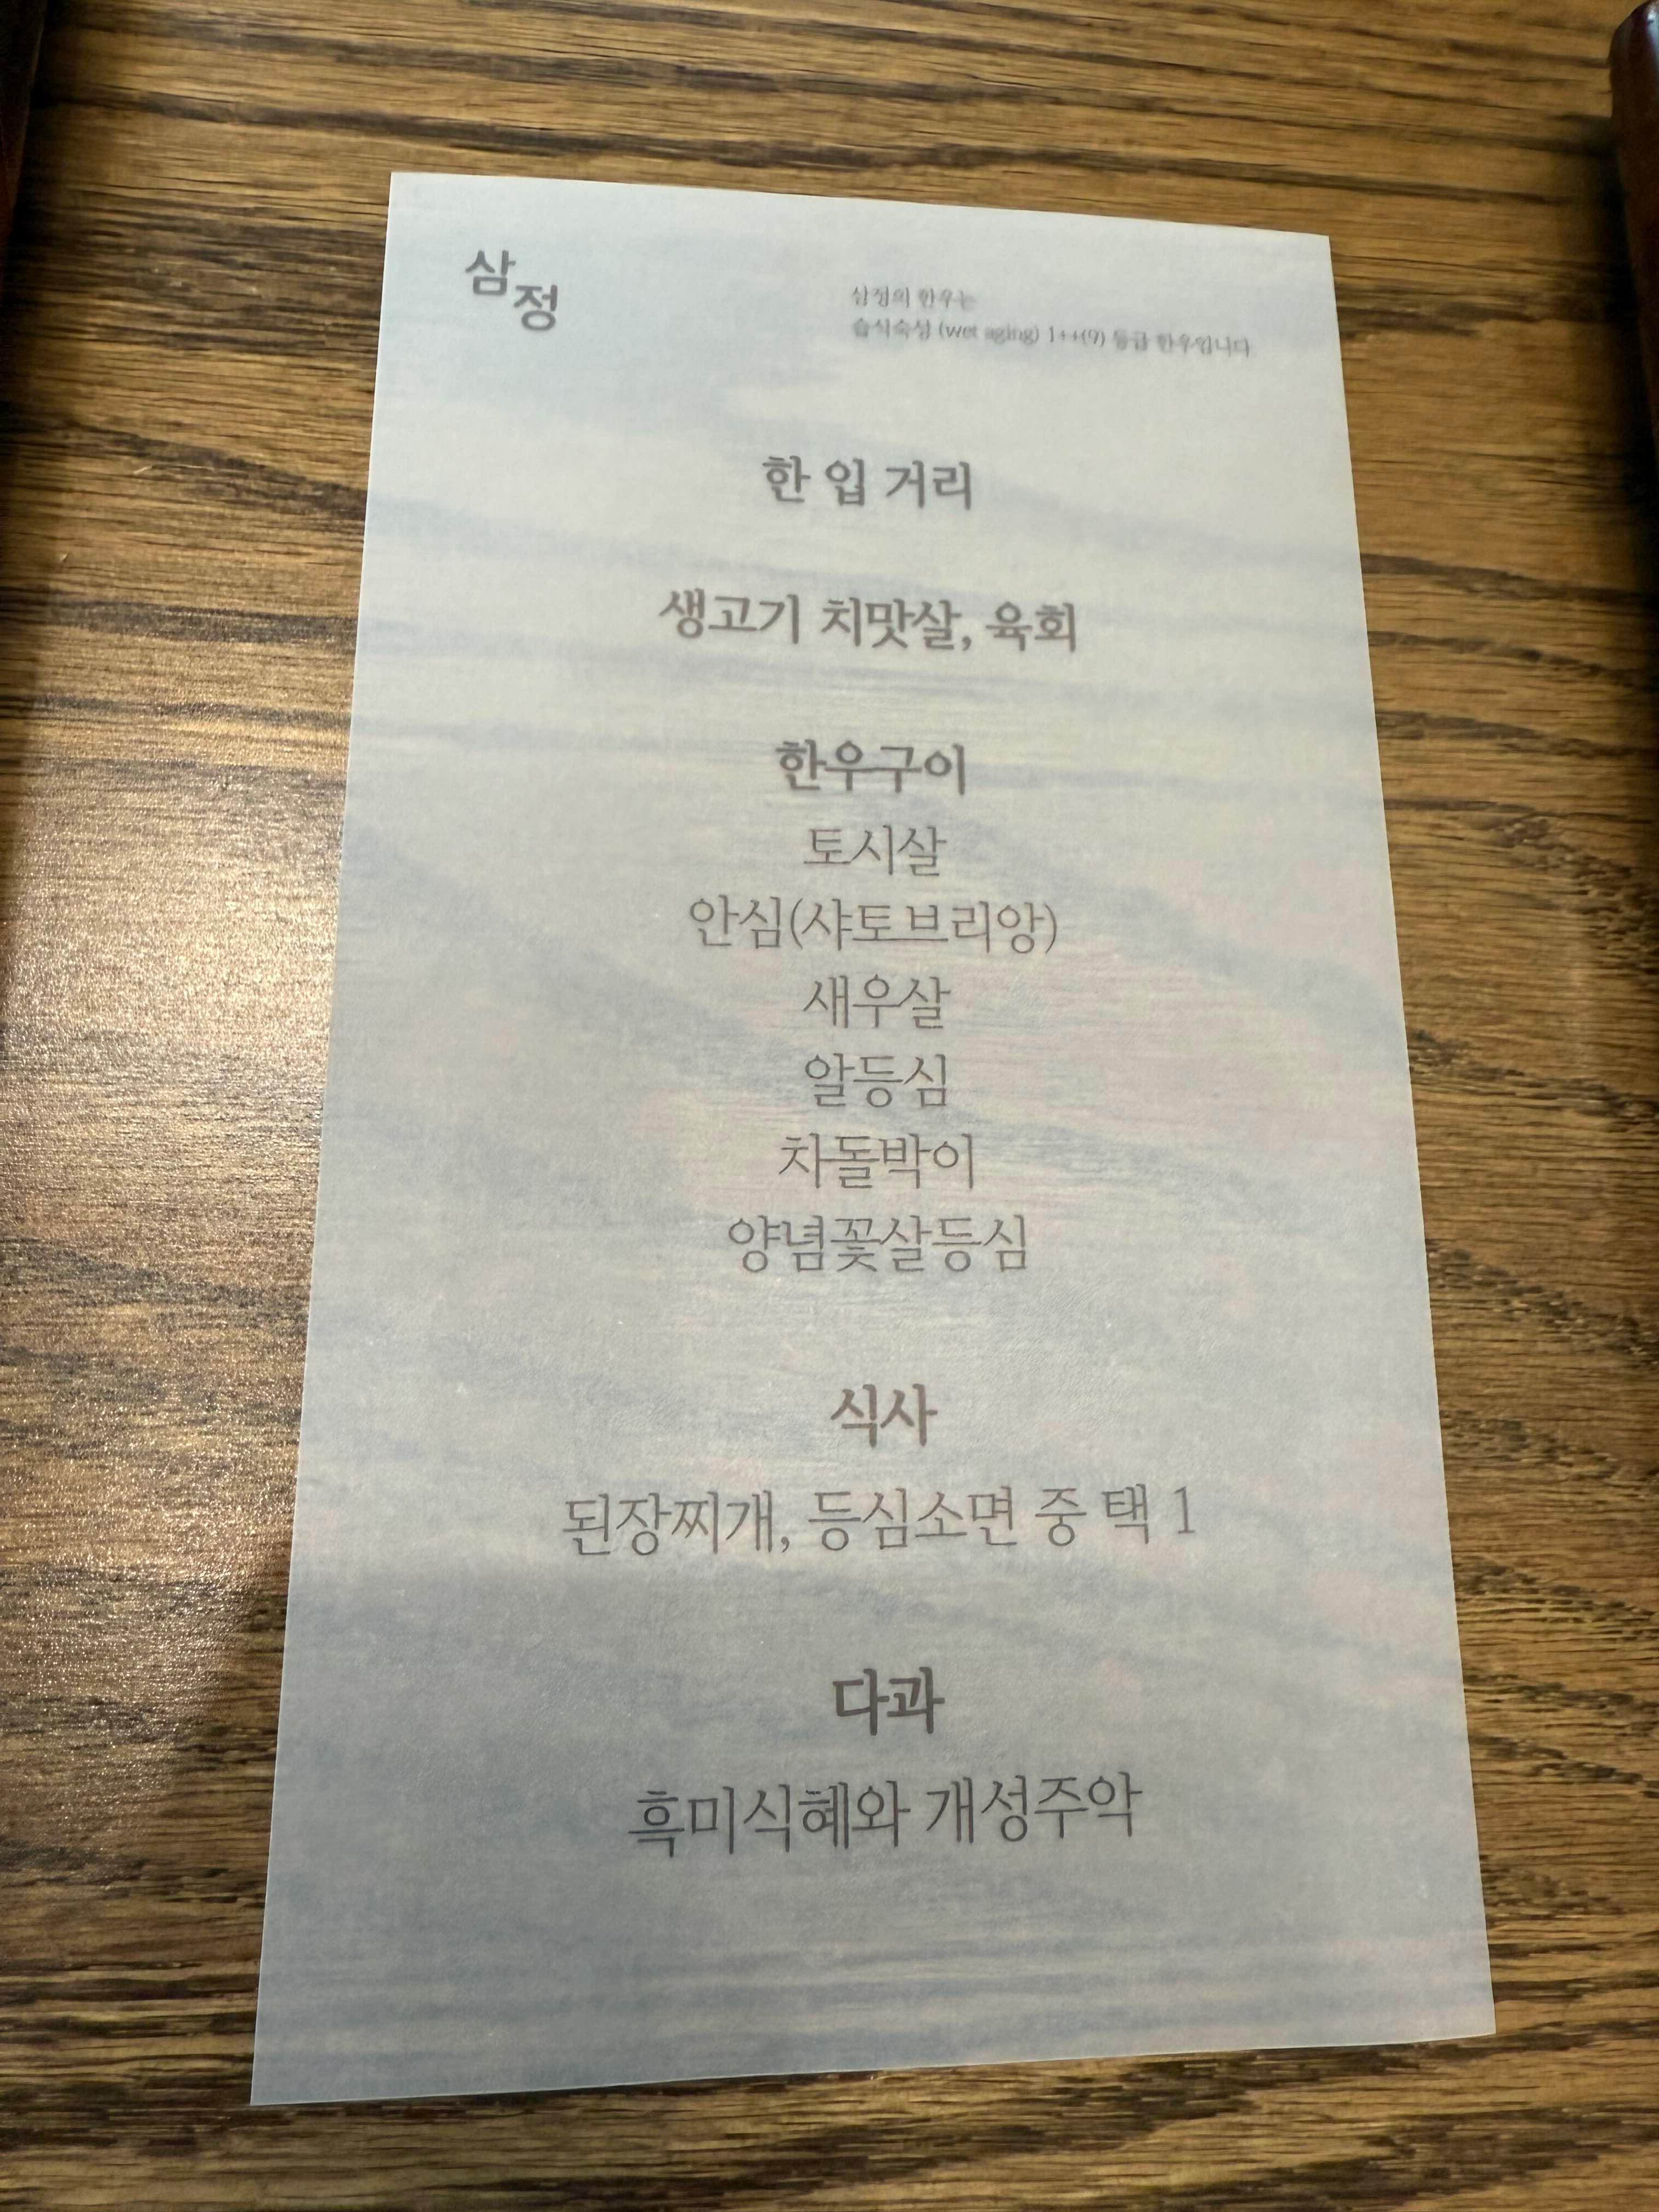 삼정
삼정의 한우는
습식숙성 (wet aging) 1++(9) 등급 한우입니다
한 입 거리
생고기 치맛살, 육회
한우구이
토시살
안심(샤토브리앙)
새우살
알등심
차돌박이
양념꽃살등심
식사
된장찌개, 등심소면 중 택 1
다과
흑미식혜와 개성주악